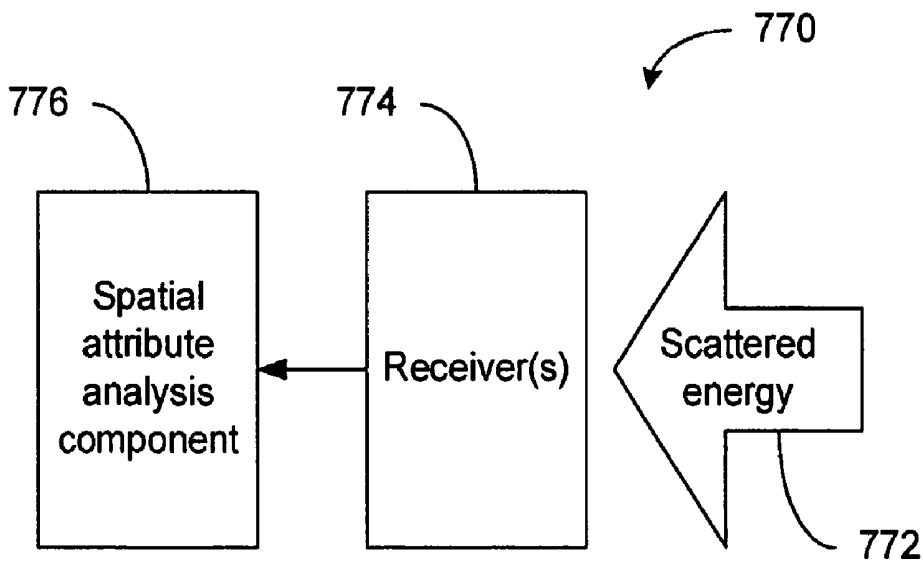 770
776
774
Spatial
attribute
analysis
component
Receiver(s)
Scattered
energy
772